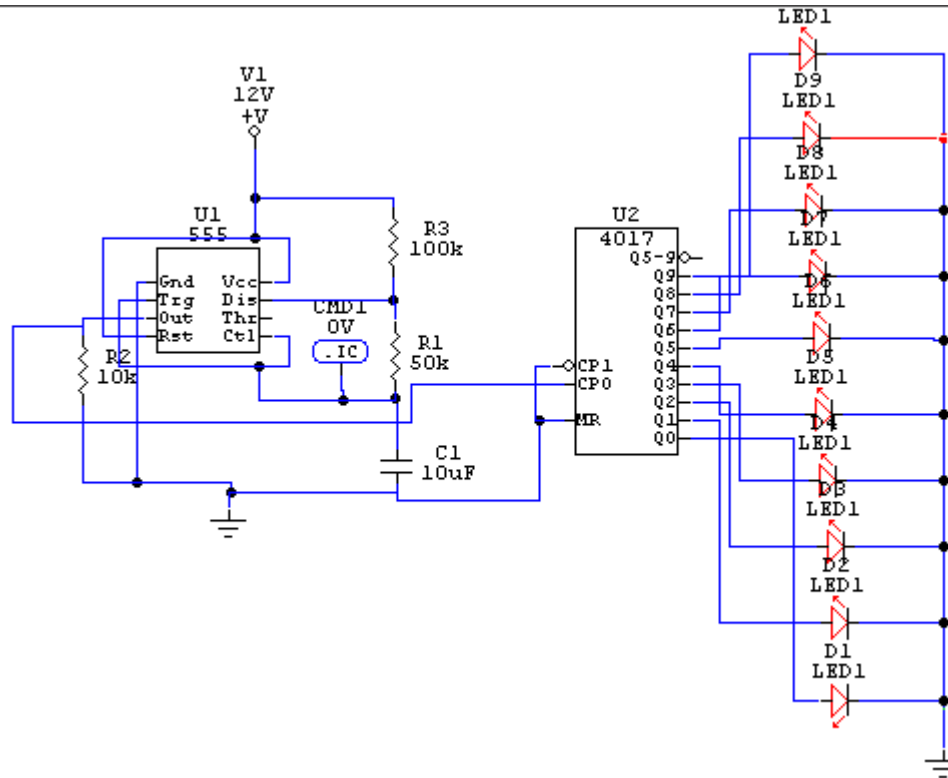 LED1
D9
LED1
D8
LED1
D7
LED1
D6
LED1
D5
LED1
D4
LED1
D3
LED1
D2
LED1
D1
LED1
V1
12V
+V
U1
555
Gnd
Trg
Out
Rst
Vcc
Dis
Thr
Ctl
R3
100k
CMD1
0V
.IC
R1
50k
R2
10k
C1
10uF
U2
4017
Q5-9
Q9
Q8
Q7
Q6
Q5
Q4
Q3
Q2
Q1
Q0
CP1
CP0
MR